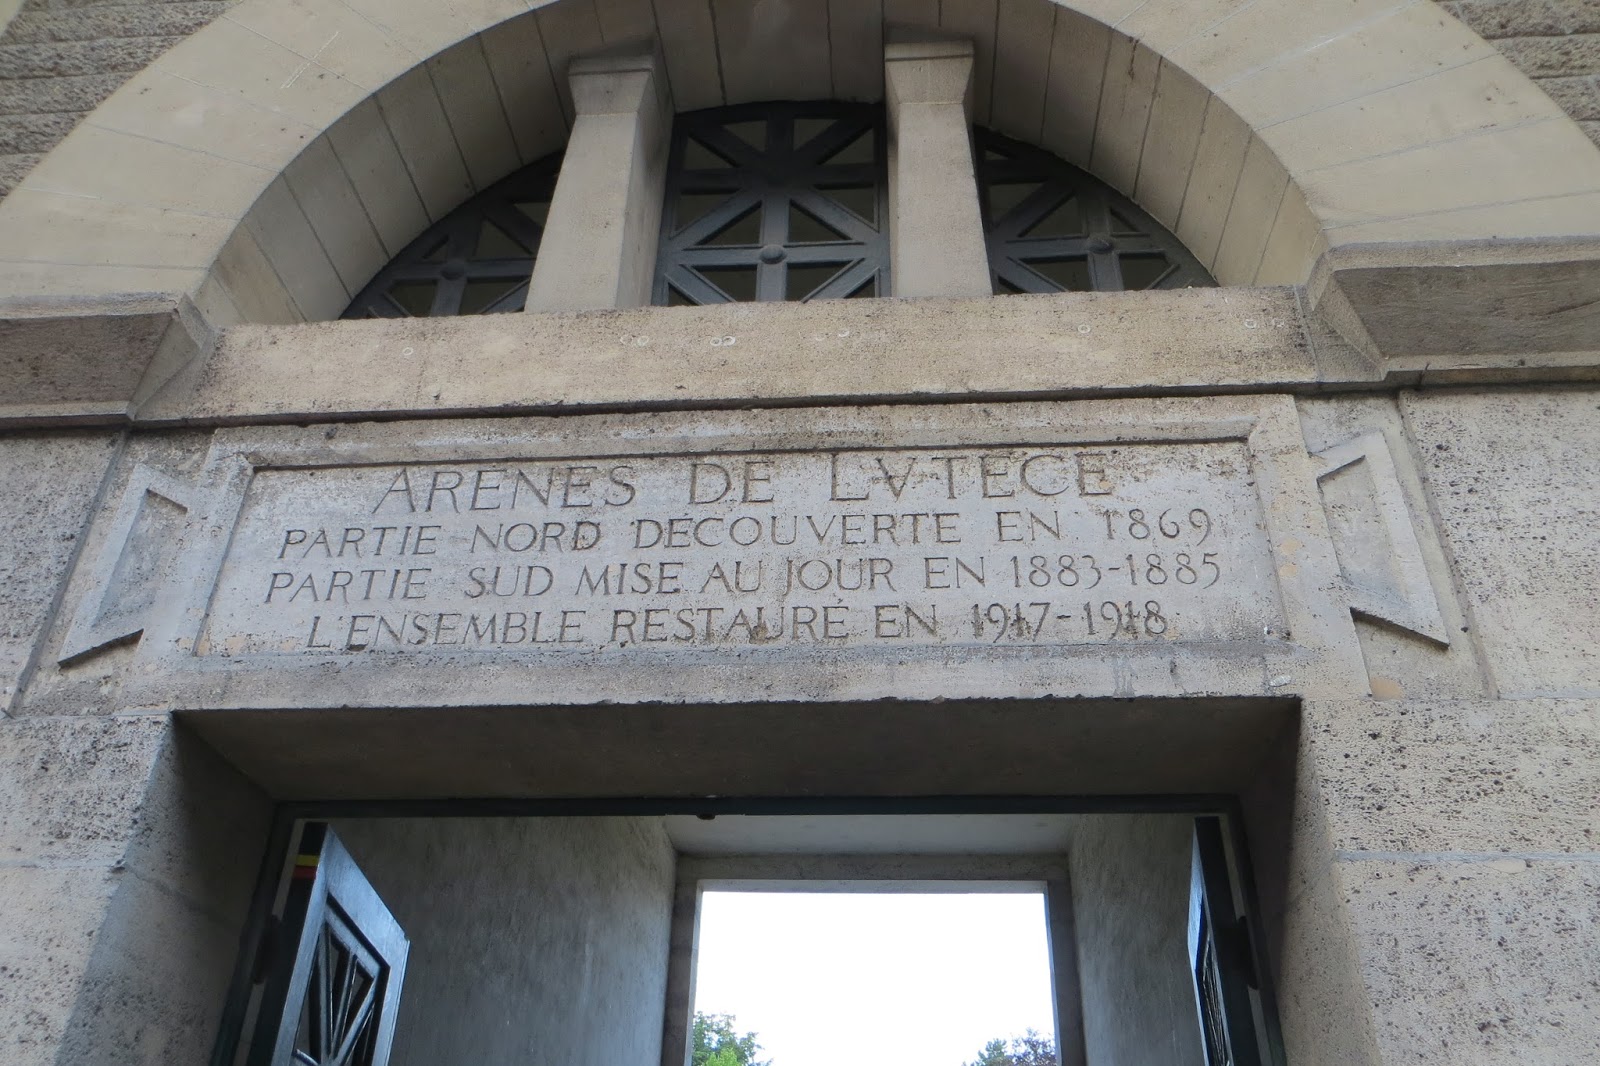 ARENES DE LVTECE
PARTIE NORD DÉCOUVERTE EN 1869
PARTIE SUD MISE AU JOUR EN 1883-1885
L'ENSEMBLE RESTAURÉ EN 1917-1918